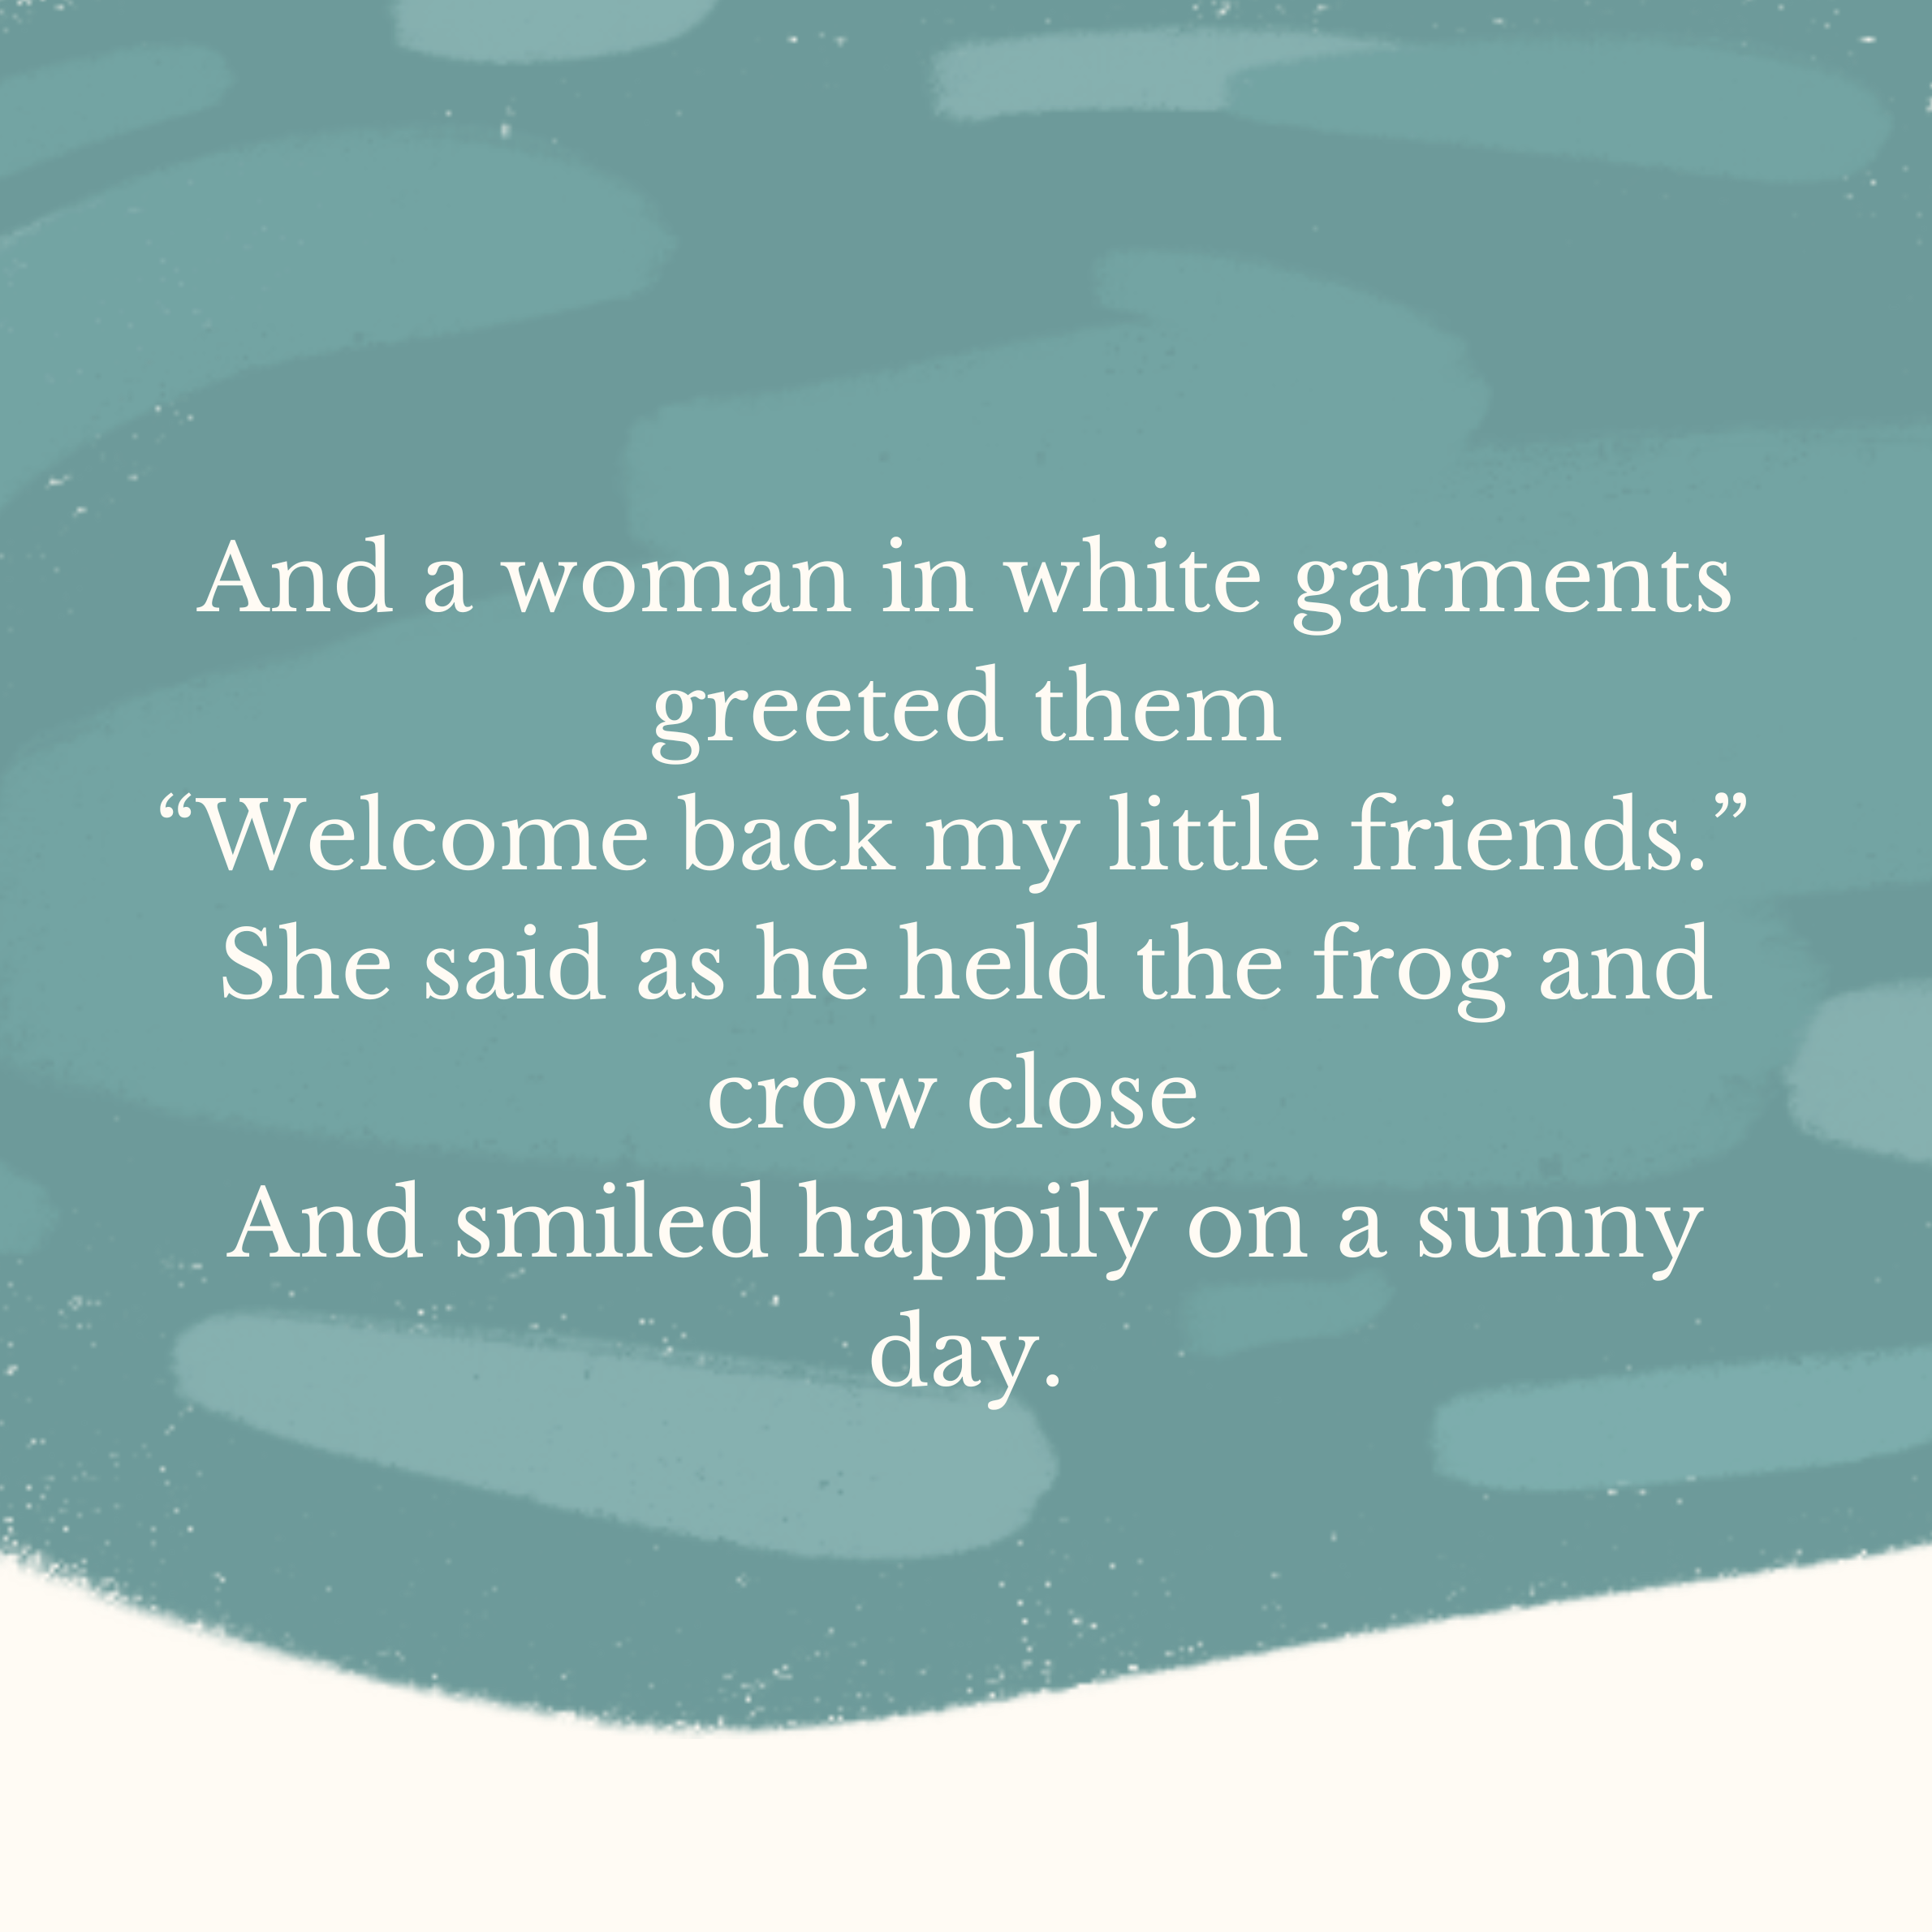 And a woman in white garments
greeted them
“Welcome back my little friends.”
She said as he held the frog and
crow close
And smiled happily on a sunny
day.